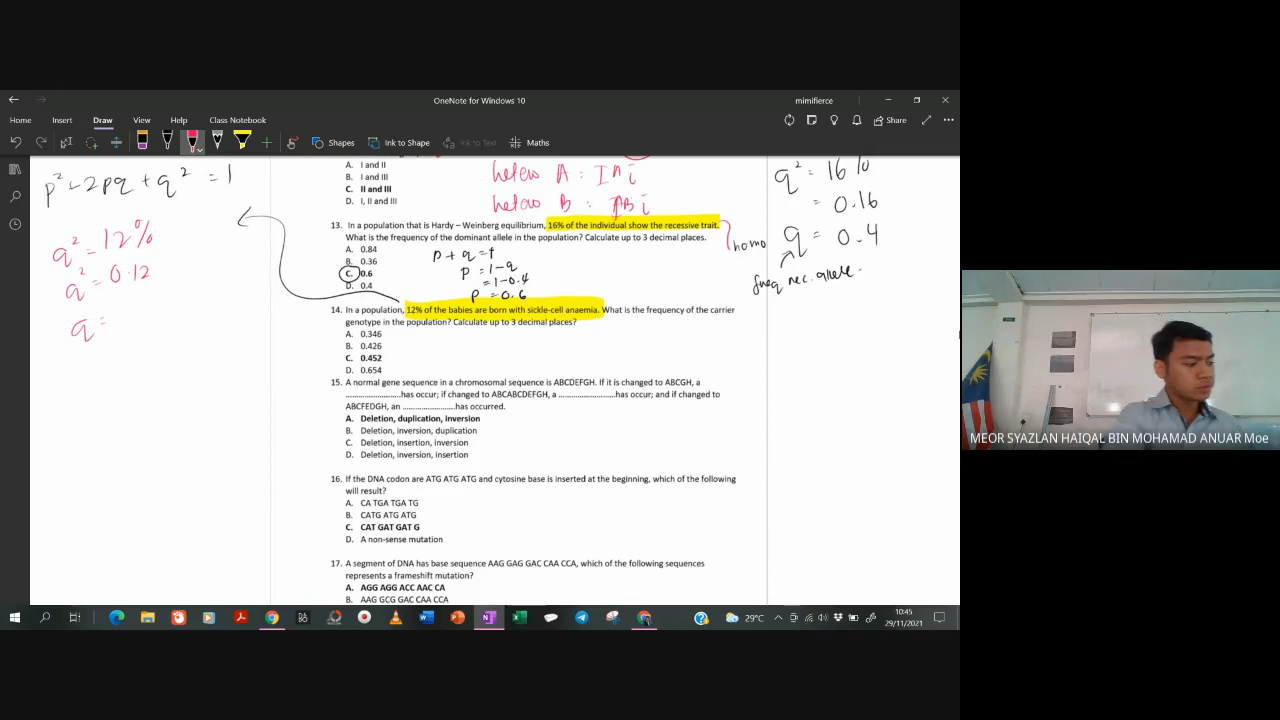 OneNote for Windows 10
mimifierce
Home
Insert
Draw
View
Help
Class Notebook
Share
Shapes
Ink to Shape
Ink to Text
Maths
p² - 2pq + q² = 1
q² = 12%
q² = 0.12
q =
A. I and II
B. I and III
C. II and III
D. I, II and III
hetero A : I^A i
hetero B : I^B i
13. In a population that is Hardy – Weinberg equilibrium, 16% of the individual show the recessive trait.
What is the frequency of the dominant allele in the population? Calculate up to 3 decimal places.
A. 0.84
B. 0.36
C. 0.6
D. 0.4
p + q = 1
p = 1-q
= 1-0.4
p = 0.6
14. In a population, 12% of the babies are born with sickle-cell anaemia. What is the frequency of the carrier
genotype in the population? Calculate up to 3 decimal places?
A. 0.346
B. 0.426
C. 0.452
D. 0.654
15. A normal gene sequence in a chromosomal sequence is ABCDEFGH. If it is changed to ABCGH, a
........................has occur; if changed to ABCABCDEFGH, a ........................has occur; and if changed to
ABCFEDGH, an ........................has occurred.
A. Deletion, duplication, inversion
B. Deletion, inversion, duplication
C. Deletion, insertion, inversion
D. Deletion, inversion, insertion
16. If the DNA codon are ATG ATG ATG and cytosine base is inserted at the beginning, which of the following
will result?
A. CA TGA TGA TG
B. CATG ATG ATG
C. CAT GAT GAT G
D. A non-sense mutation
17. A segment of DNA has base sequence AAG GAG GAC CAA CCA, which of the following sequences
represents a frameshift mutation?
A. AGG AGG ACC AAC CA
B. AAG GCG GAC CAA CCA
q² = 16%
= 0.16
q = 0.4
homo
freq rec. allele.
MEOR SYAZLAN HAIQAL BIN MOHAMAD ANUAR Moe
29°C
10:45
29/11/2021